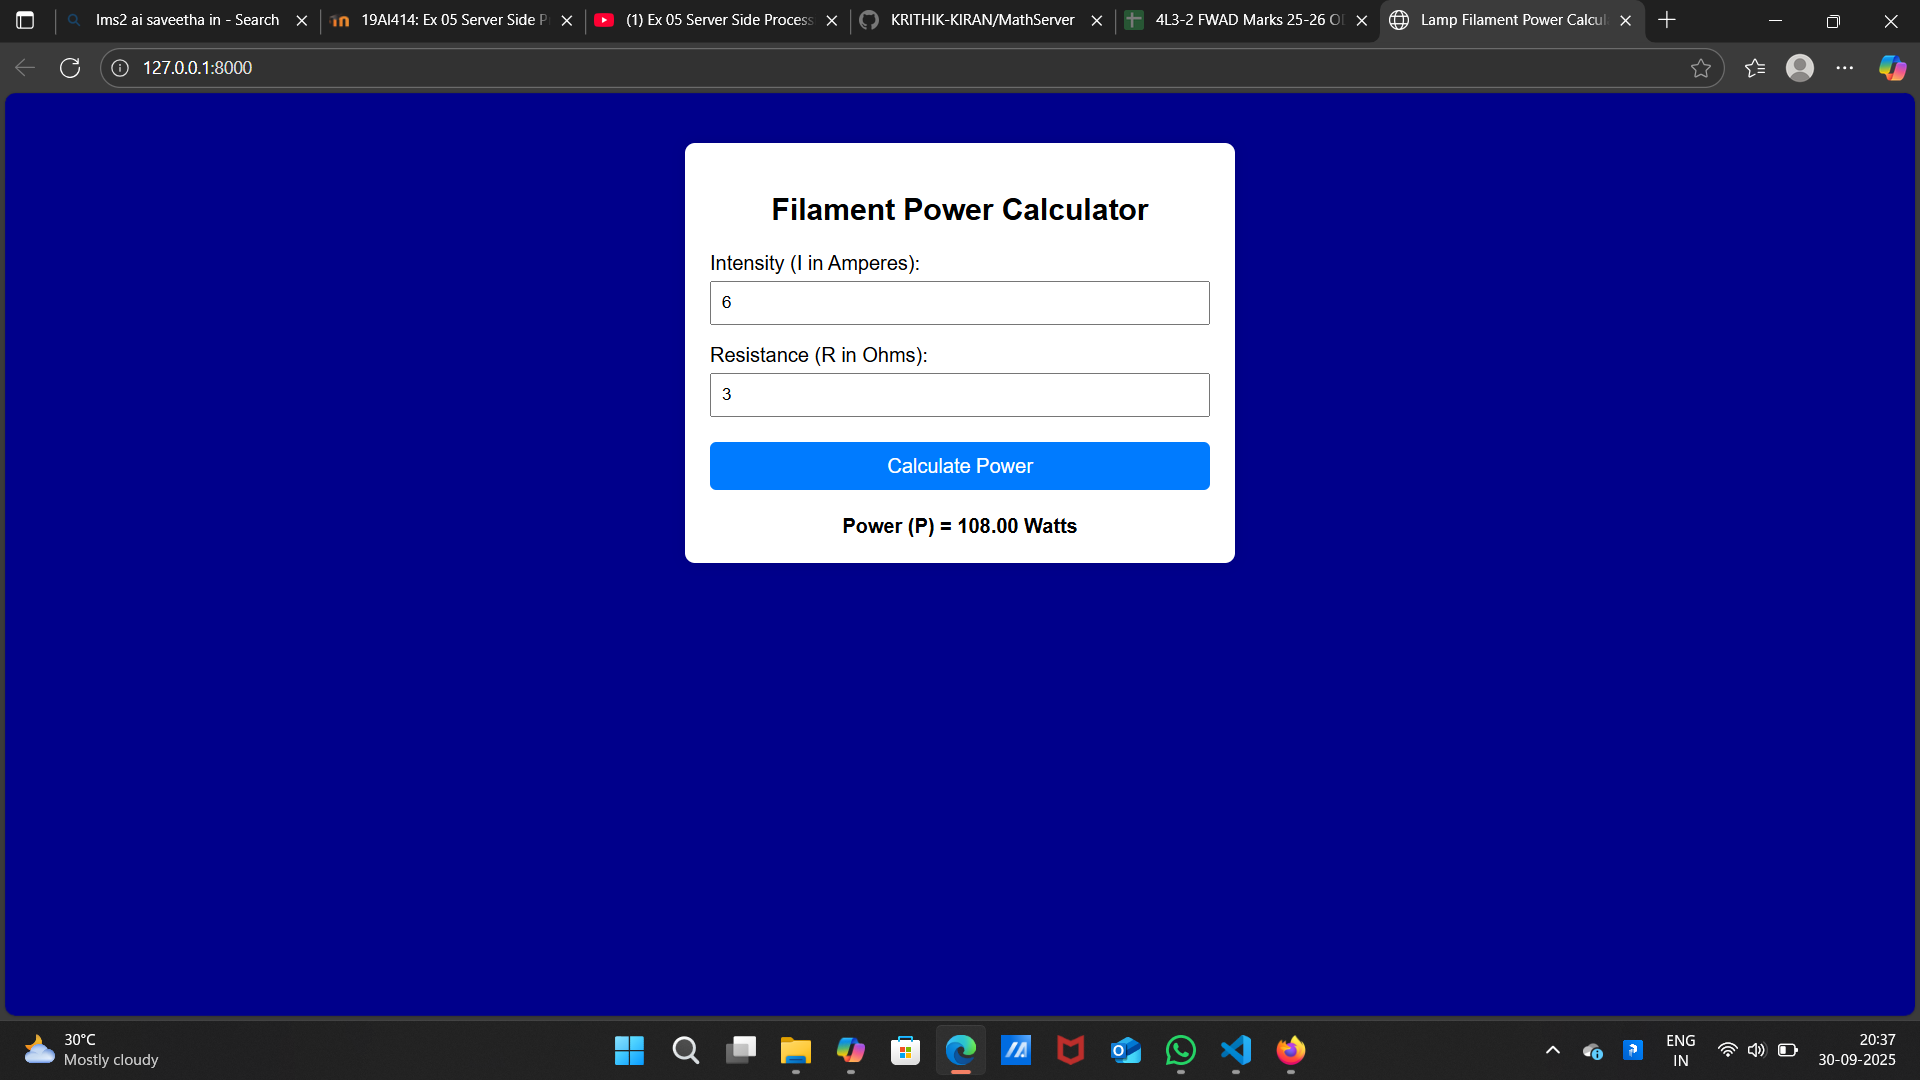 lms2 ai saveetha in - Search
19AI414: Ex 05 Server Side P
(1) Ex 05 Server Side Process
KRITHIK-KIRAN/MathServer
4L3-2 FWAD Marks 25-26 O
Lamp Filament Power Calcul
127.0.0.1:8000
Filament Power Calculator
Intensity (I in Amperes):
6
Resistance (R in Ohms):
3
Calculate Power
Power (P) = 108.00 Watts
30°C
Mostly cloudy
ENG
IN
20:37
30-09-2025